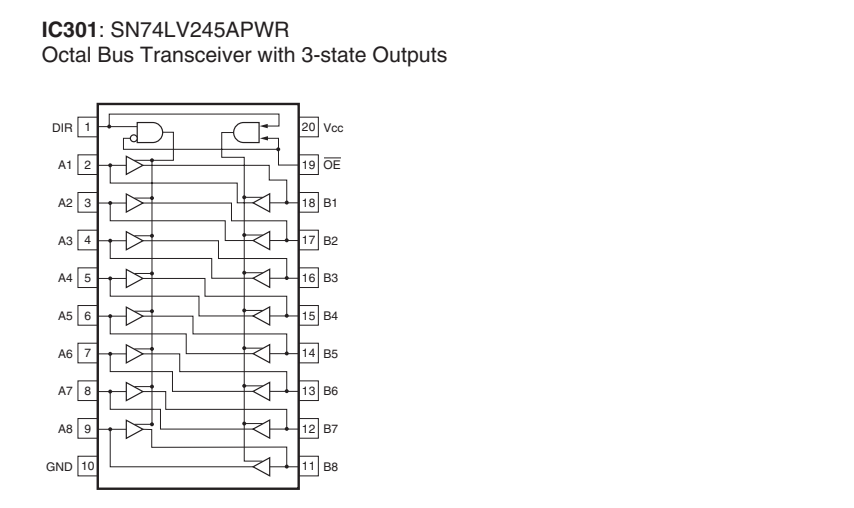 IC301: SN74LV245APWR
Octal Bus Transceiver with 3-state Outputs
DIR 1 20 Vcc
A1 2 19 OE
A2 3 18 B1
A3 4 17 B2
A4 5 16 B3
A5 6 15 B4
A6 7 14 B5
A7 8 13 B6
A8 9 12 B7
GND 10 11 B8